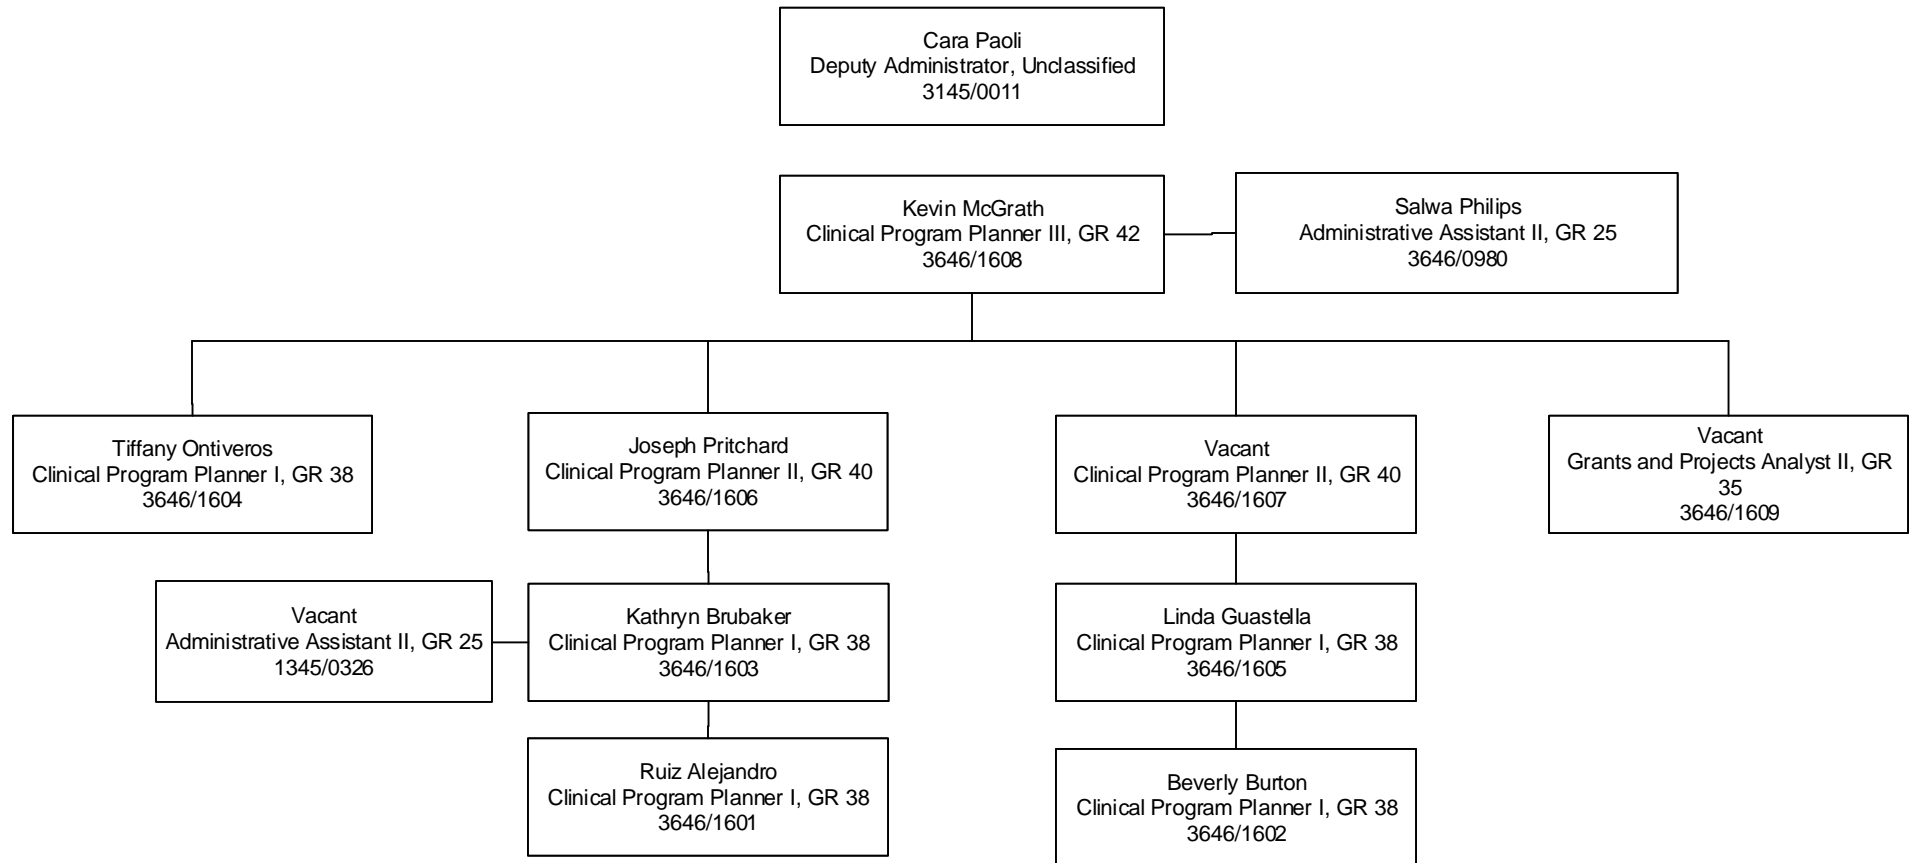 Cara Paoli
Deputy Administrator, Unclassified
3145/0011
Kevin McGrath
Clinical Program Planner III, GR 42
3646/1608
Salwa Philips
Administrative Assistant II, GR 25
3646/0980
Tiffany Ontiveros
Clinical Program Planner I, GR 38
3646/1604
Joseph Pritchard
Clinical Program Planner II, GR 40
3646/1606
Vacant
Clinical Program Planner II, GR 40
3646/1607
Vacant
Grants and Projects Analyst II, GR
35
3646/1609
Vacant
Administrative Assistant II, GR 25
1345/0326
Kathryn Brubaker
Clinical Program Planner I, GR 38
3646/1603
Linda Guastella
Clinical Program Planner I, GR 38
3646/1605
Ruiz Alejandro
Clinical Program Planner I, GR 38
3646/1601
Beverly Burton
Clinical Program Planner I, GR 38
3646/1602